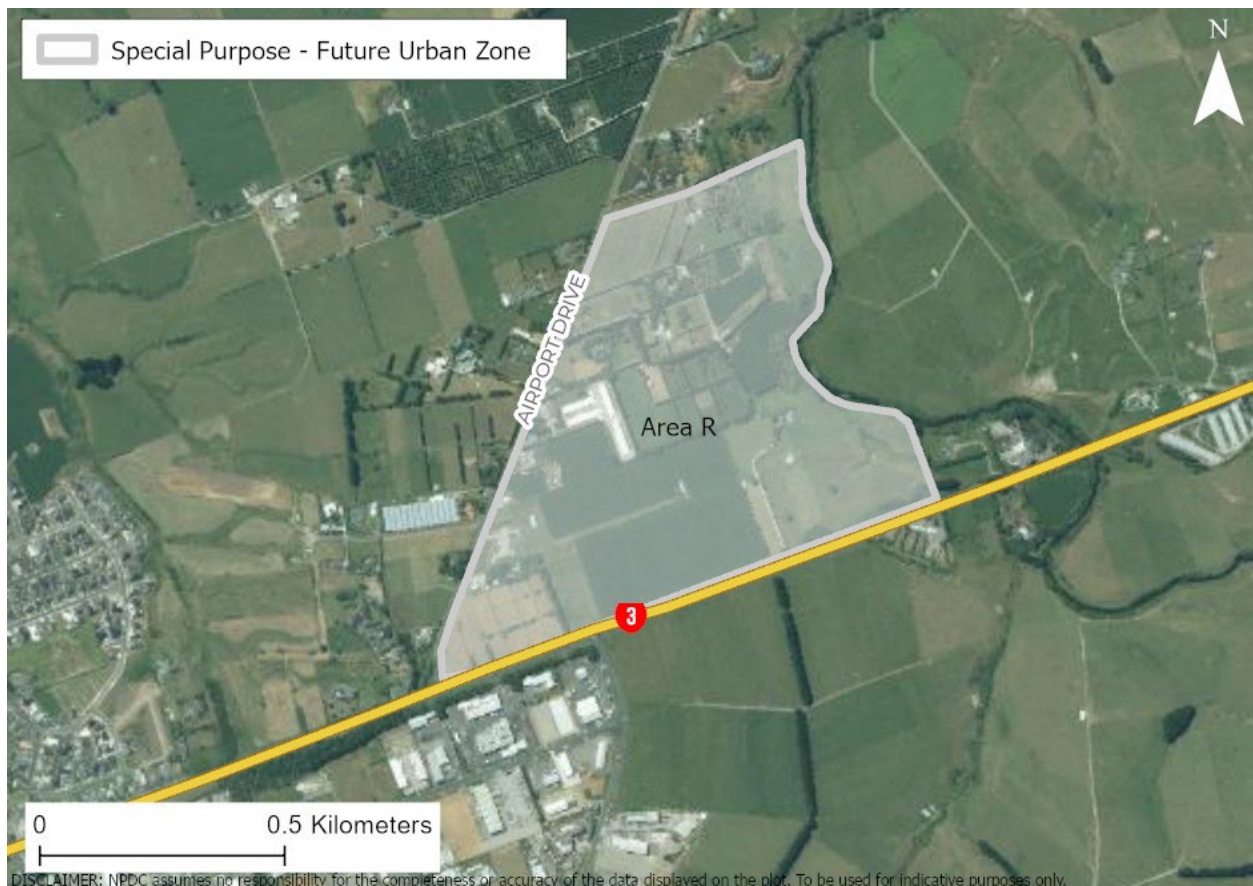 Special Purpose - Future Urban Zone
N
AIRPORT DRIVE
Area R
3
0 0.5 Kilometers
DISCLAIMER: NPDC assumes no responsibility for the completeness or accuracy of the data displayed on the plot. To be used for indicative purposes only.